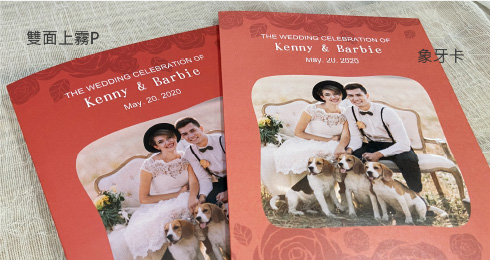 雙面上霧P
THE WEDDING CELEBRATION OF
Kenny & Barbie
May. 20. 2020
THE WEDDING CELEBRATION OF
Kenny & Barbie
May. 20. 2020
象牙卡